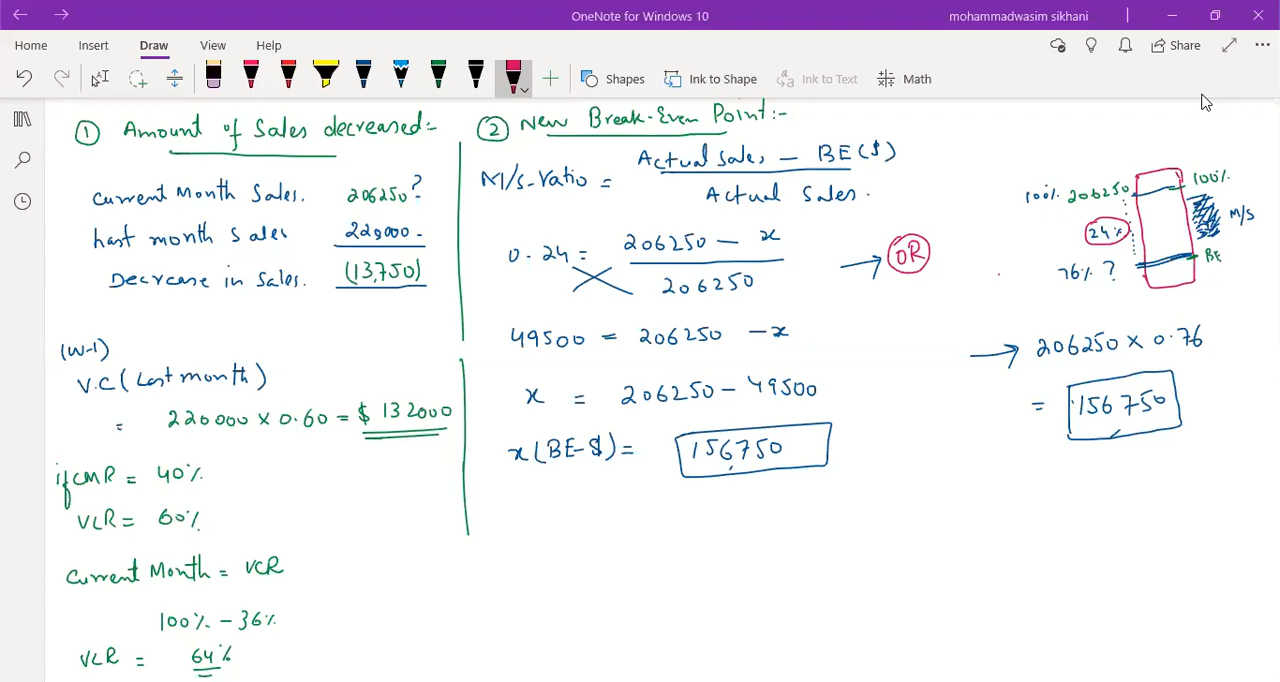 OneNote for Windows 10
mohammadwasim sikhani
Home Insert Draw View Help
Share
Shapes
Ink to Shape
Ink to Text
Math
① Amount of Sales decreased:-
Current Month Sales. 206250?
Last month Sales 220000-
Decrease in Sales. (13,750)
(W-1)
V.C (Last month)
= 220000 × 0.60 = $ 132000
if CMR = 40%
VCR = 60%
Current Month = VCR
100% - 36%
VCR = 64%
② New Break-Even Point:-
M/s-ratio = Actual Sales - BE($)
Actual Sales.
0.24 = 206250 - x
206250
→ OR
49500 = 206250 - x
x = 206250 - 49500
x (BE-$) = 156750
100% 206250 100%
24% M/S
BE
76% ?
→ 206250 × 0.76
= 156750